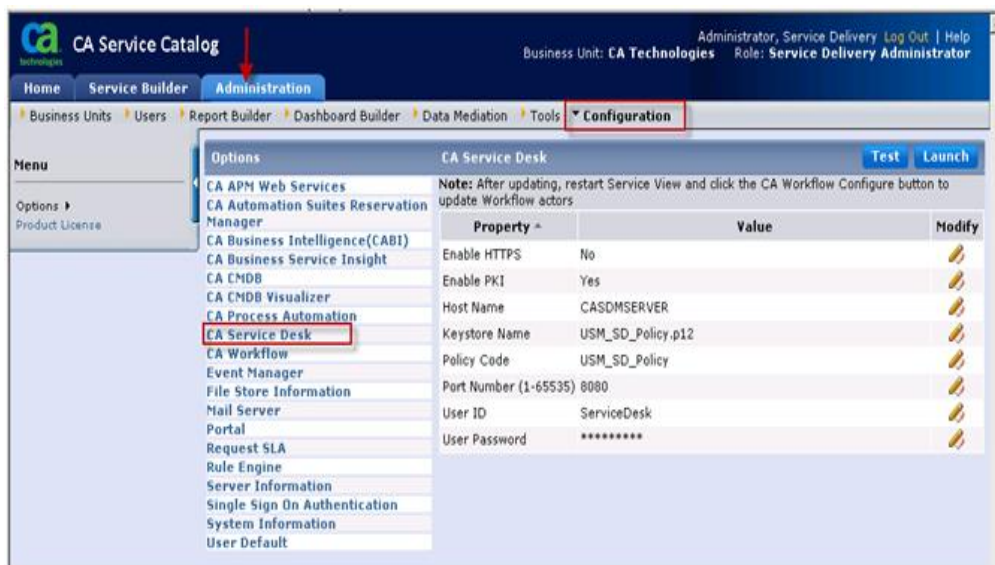 ca
technologies
CA Service Catalog
Administrator, Service Delivery Log Out | Help
Business Unit: CA Technologies Role: Service Delivery Administrator
Home Service Builder Administration
Business Units Users Report Builder Dashboard Builder Data Mediation Tools Configuration
Menu
Options
Product License
Options
CA APM Web Services
CA Automation Suites Reservation
Manager
CA Business Intelligence(CABI)
CA Business Service Insight
CA CMDB
CA CMDB Visualizer
CA Process Automation
CA Service Desk
CA Workflow
Event Manager
File Store Information
Mail Server
Portal
Request SLA
Rule Engine
Server Information
Single Sign On Authentication
System Information
User Default
CA Service Desk Test Launch
Note: After updating, restart Service View and click the CA Workflow Configure button to
update Workflow actors
Property Value Modify
Enable HTTPS No
Enable PKI Yes
Host Name CASDMSERVER
Keystore Name USM_SD_Policy.p12
Policy Code USM_SD_Policy
Port Number (1-65535) 8080
User ID ServiceDesk
User Password *********